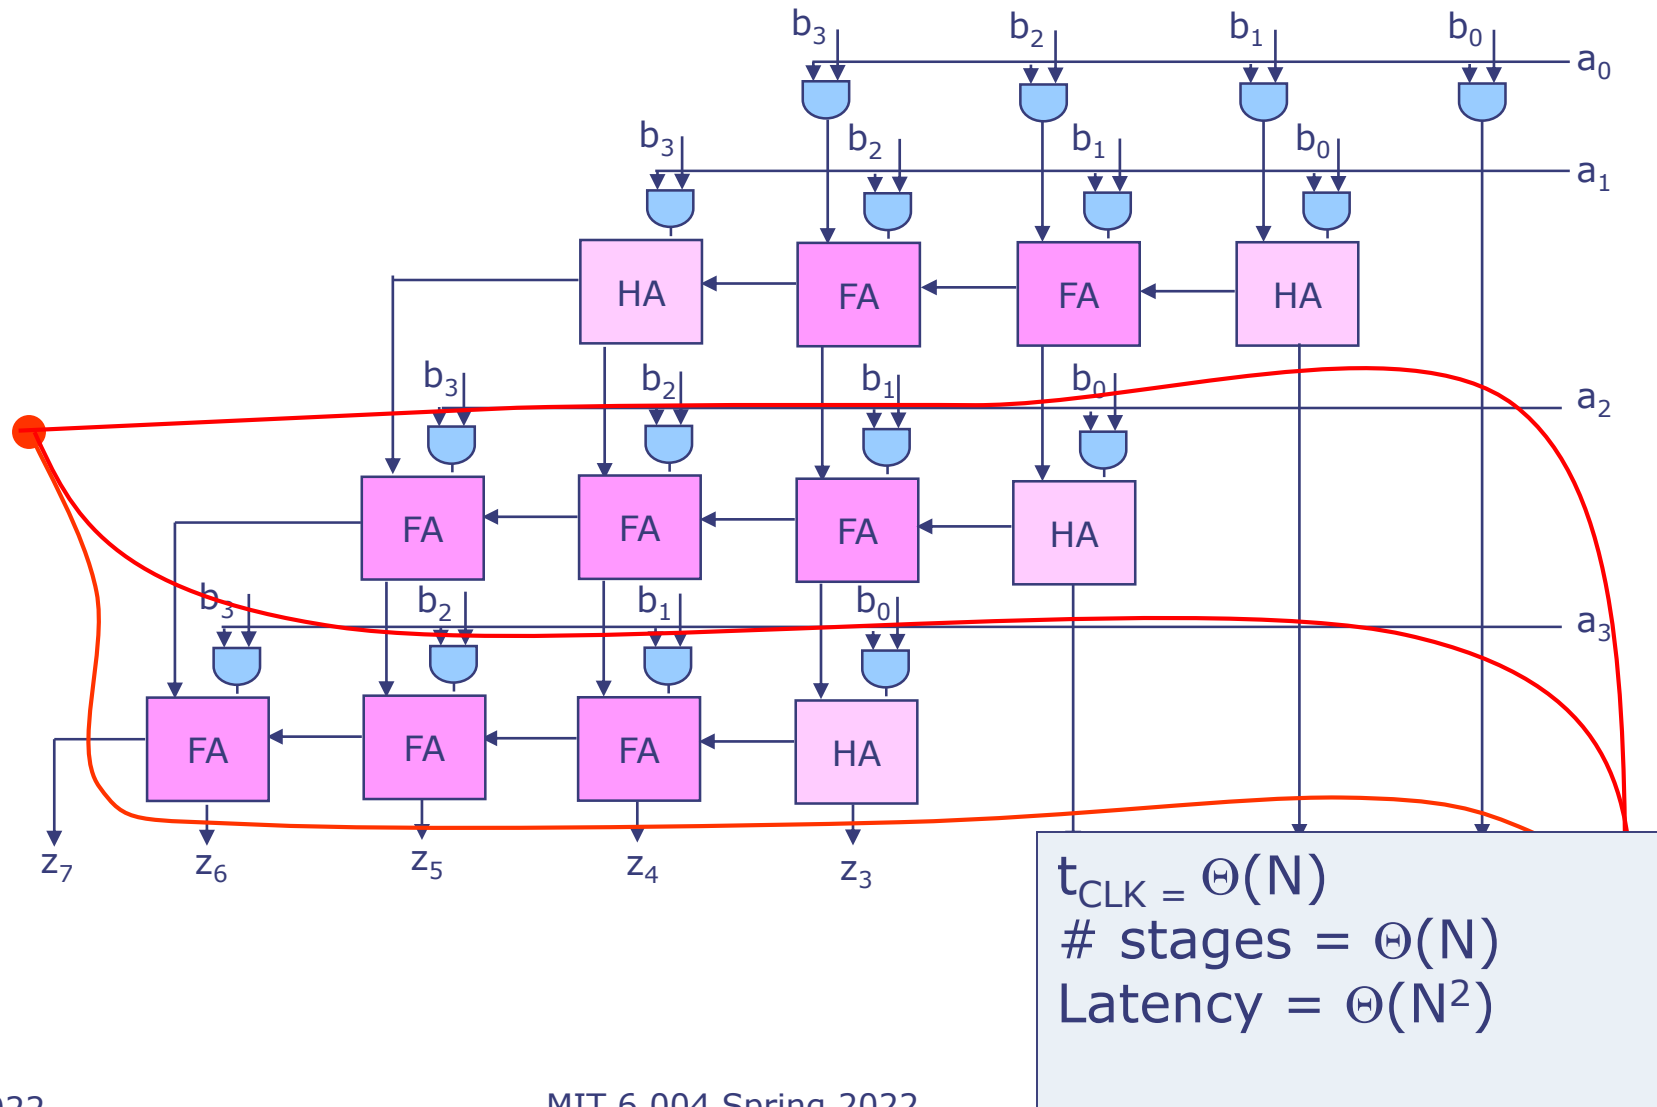 b3 b2 b1 b0
a0
b3 b2 b1 b0
a1
HA FA FA HA
b3 b2 b1 b0
a2
FA FA FA HA
b3 b2 b1 b0
a3
FA FA FA HA
z7 z6 z5 z4 z3
tCLK = Θ(N)
# stages = Θ(N)
Latency = Θ(N²)
MIT 6.004 Spring 2022